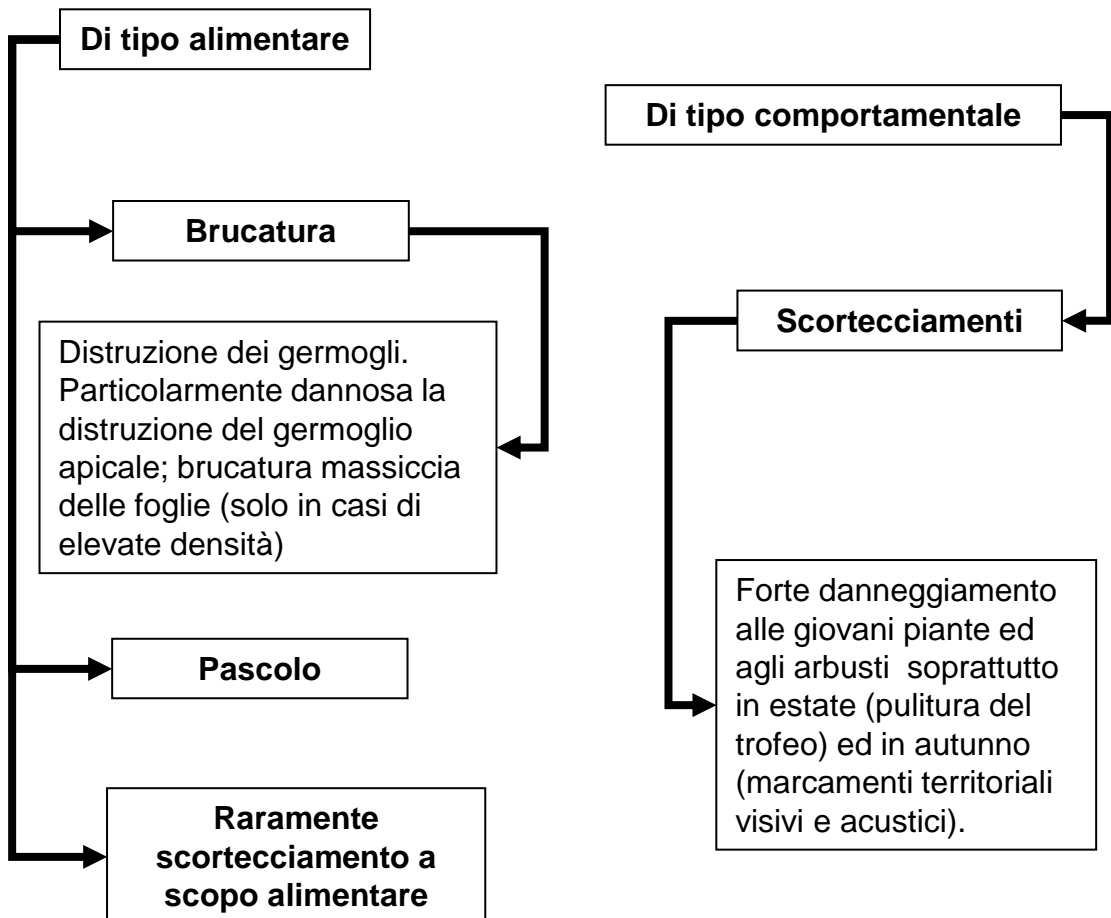 Di tipo alimentare
Di tipo comportamentale
Brucatura
Scortecciamenti
Distruzione dei germogli.
Particolarmente dannosa la
distruzione del germoglio
apicale; brucatura massiccia
delle foglie (solo in casi di
elevate densità)
Forte danneggiamento
alle giovani piante ed
agli arbusti  soprattutto
in estate (pulitura del
trofeo) ed in autunno
(marcamenti territoriali
visivi e acustici).
Pascolo
Raramente
scortecciamento a
scopo alimentare